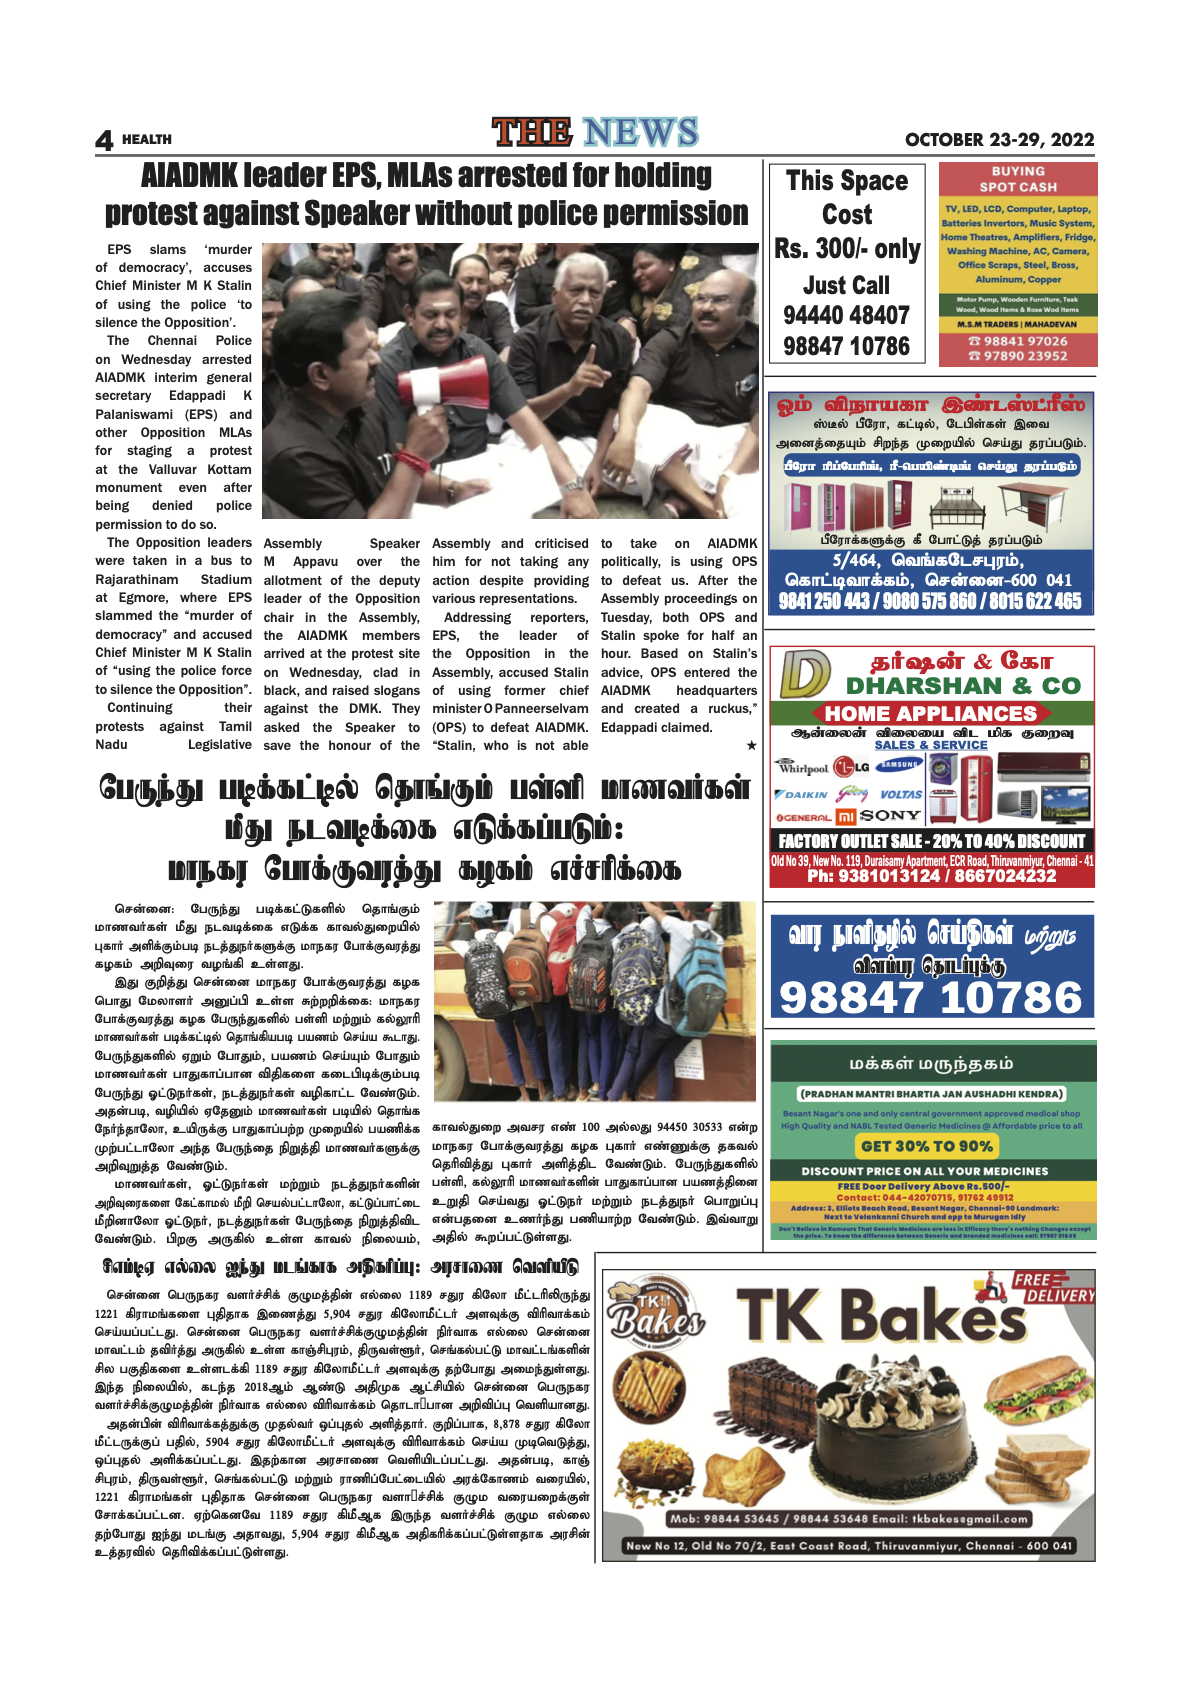 4 HEALTH
THE NEWS
OCTOBER 23-29, 2022
AIADMK leader EPS, MLAs arrested for holding
protest against Speaker without police permission
EPS slams ‘murder
of democracy’, accuses
Chief Minister M K Stalin
of using the police ‘to
silence the Opposition’.
The Chennai Police
on Wednesday arrested
AIADMK interim general
secretary Edappadi K
Palaniswami (EPS) and
other Opposition MLAs
for staging a protest
at the Valluvar Kottam
monument even after
being denied police
permission to do so.
The Opposition leaders
were taken in a bus to
Rajarathinam Stadium
at Egmore, where EPS
slammed the “murder of
democracy” and accused
Chief Minister M K Stalin
of “using the police force
to silence the Opposition”.
Continuing their
protests against Tamil
Nadu Legislative
Assembly Speaker
M Appavu over the
allotment of the deputy
leader of the Opposition
chair in the Assembly,
the AIADMK members
arrived at the protest site
on Wednesday, clad in
black, and raised slogans
against the DMK. They
asked the Speaker to
save the honour of the
Assembly and criticised
him for not taking any
action despite providing
various representations.
Addressing reporters,
EPS, the leader of
the Opposition in the
Assembly, accused Stalin
of using former chief
minister O Panneerselvam
(OPS) to defeat AIADMK.
“Stalin, who is not able
to take on AIADMK
politically, is using OPS
to defeat us. After the
Assembly proceedings on
Tuesday, both OPS and
Stalin spoke for half an
hour. Based on Stalin’s
advice, OPS entered the
AIADMK headquarters
and created a ruckus,”
Edappadi claimed.
★
பேருந்து படிக்கட்டில் தொங்கும் பள்ளி மாணவர்கள்
மீது நடவடிக்கை எடுக்கப்படும்:
மாநகர போக்குவரத்து கழகம் எச்சரிக்கை
சென்னை: பேருந்து படிக்கட்டுகளில் தொங்கும்
மாணவர்கள் மீது நடவடிக்கை எடுக்க காவல்துறையில்
புகார் அளிக்கும்படி நடத்துநர்களுக்கு மாநகர போக்குவரத்து
கழகம் அறிவுரை வழங்கி உள்ளது.
இது குறித்து சென்னை மாநகர போக்குவரத்து கழக
பொது மேலாளர் அனுப்பி உள்ள சுற்றறிக்கை: மாநகர
போக்குவரத்து கழக பேருந்துகளில் பள்ளி மற்றும் கல்லூரி
மாணவர்கள் படிக்கட்டில் தொங்கியபடி பயணம் செய்ய கூடாது.
பேருந்துகளில் ஏறும் போதும், பயணம் செய்யும் போதும்
மாணவர்கள் பாதுகாப்பான விதிகளை கடைபிடிக்கும்படி
பேருந்து ஓட்டுநர்கள், நடத்துநர்கள் வழிகாட்ட வேண்டும்.
அதன்படி, வழியில் ஏதேனும் மாணவர்கள் படியில் தொங்க
நேர்ந்தாலோ, உயிருக்கு பாதுகாப்பற்ற முறையில் பயணிக்க
முற்பட்டாலோ அந்த பேருந்தை நிறுத்தி மாணவர்களுக்கு
அறிவுறுத்த வேண்டும்.
மாணவர்கள், ஓட்டுநர்கள் மற்றும் நடத்துநர்களின்
அறிவுரைகளை கேட்காமல் மீறி செயல்பட்டாலோ, கட்டுப்பாட்டை
மீறினாலோ ஓட்டுநர், நடத்துநர்கள் பேருந்தை நிறுத்திவிட
வேண்டும். பிறகு அருகில் உள்ள காவல் நிலையம்,
காவல்துறை அவசர எண் 100 அல்லது 94450 30533 என்ற
மாநகர போக்குவரத்து கழக புகார் எண்ணுக்கு தகவல்
தெரிவித்து புகார் அளித்திட வேண்டும். பேருந்துகளில்
பள்ளி, கல்லூரி மாணவர்களின் பாதுகாப்பான பயணத்தினை
உறுதி செய்வது ஓட்டுநர் மற்றும் நடத்துநர் பொறுப்பு
என்பதனை உணர்ந்து பணியாற்ற வேண்டும். இவ்வாறு
அதில் கூறப்பட்டுள்ளது.
சிஎம்டிஏ எல்லை ஐந்து மடங்காக அதிகரிப்பு: அரசாணை வெளியீடு
சென்னை பெருநகர வளர்ச்சிக் குழுமத்தின் எல்லை 1189 சதுர கிலோ மீட்டரிலிருந்து
1221 கிராமங்களை புதிதாக இணைத்து 5,904 சதுர கிலோமீட்டர் அளவுக்கு விரிவாக்கம்
செய்யப்பட்டது. சென்னை பெருநகர வளர்ச்சிக்குழுமத்தின் நிர்வாக எல்லை சென்னை
மாவட்டம் தவிர்த்து அருகில் உள்ள காஞ்சிபுரம், திருவள்ளூர், செங்கல்பட்டு மாவட்டங்களின்
சில பகுதிகளை உள்ளடக்கி 1189 சதுர கிலோமீட்டர் அளவுக்கு தற்போது அமைந்துள்ளது.
இந்த நிலையில், கடந்த 2018ஆம் ஆண்டு அதிமுக ஆட்சியில் சென்னை பெருநகர
வளர்ச்சிக்குழுமத்தின் நிர்வாக எல்லை விரிவாக்கம் தொடா□பான அறிவிப்பு வெளியானது.
அதன்பின் விரிவாக்கத்துக்கு முதல்வர் ஒப்புதல் அளித்தார். குறிப்பாக, 8,878 சதுர கிலோ
மீட்டருக்குப் பதில், 5904 சதுர கிலோமீட்டர் அளவுக்கு விரிவாக்கம் செய்ய முடிவெடுத்து,
ஒப்புதல் அளிக்கப்பட்டது. இதற்கான அரசாணை வெளியிடப்பட்டது. அதன்படி, காஞ்
சிபுரம், திருவள்ளூர், செங்கல்பட்டு மற்றும் ராணிப்பேட்டையில் அரக்கோணம் வரையில்,
1221 கிராமங்கள் புதிதாக சென்னை பெருநகர வளா□ச்சிக் குழும வரையறைக்குள்
சோக்கப்பட்டன. ஏற்கெனவே 1189 சதுர கிமீஆக இருந்த வளர்ச்சிக் குழும எல்லை
தற்போது ஐந்து மடங்கு அதாவது, 5,904 சதுர கிமீஆக அதிகரிக்கப்பட்டுள்ளதாக அரசின்
உத்தரவில் தெரிவிக்கப்பட்டுள்ளது.
This Space
Cost
Rs. 300/- only
Just Call
94440 48407
98847 10786
BUYING
SPOT CASH
TV, LED, LCD, Computer, Laptop,
Batteries Invertors, Music System,
Home Theatres, Amplifiers, Fridge,
Washing Machine, AC, Camera,
Office Scraps, Steel, Bross,
Aluminum, Copper
Motor Pump, Wooden Furniture, Teak
Wood, Wood Items & Rose Wod Items
M.S.M TRADERS | MAHADEVAN
☎ 98841 97026
☎ 97890 23952
ஓம் விநாயகா இண்டஸ்ட்ரீஸ்
ஸ்டீல் பீரோ, கட்டில், டேபிள்கள் இவை
அனைத்தையும் சிறந்த முறையில் செய்து தரப்படும்.
பீரோ ரிப்பேரிங், ரீ-பெயிண்டிங் செய்து தரப்படும்
பீரோக்களுக்கு கீ போட்டுத் தரப்படும்
5/464, வெங்கடேசபுரம்,
கொட்டிவாக்கம், சென்னை-600 041
9841 250 443 / 9080 575 860 / 8015 622 465
D தர்ஷன் & கோ
DHARSHAN & CO
HOME APPLIANCES
ஆன்லைன் விலையை விட மிக குறைவு
SALES & SERVICE
Whirlpool LG SAMSUNG
DAIKIN Godrej VOLTAS
GENERAL mi SONY
FACTORY OUTLET SALE - 20% TO 40% DISCOUNT
Old No 39, New No. 119, Duraisamy Apartment, ECR Road, Thiruvanmiyur, Chennai - 41
Ph: 9381013124 / 8667024232
வார நாளிதழில் செய்திகள் மற்றும்
விளம்பர தொடர்புக்கு
98847 10786
மக்கள் மருந்தகம்
(PRADHAN MANTRI BHARTIA JAN AUSHADHI KENDRA)
Besant Nagar's one and only central government approved medical shop
High Quality and NABL Tested Generic Medicines @ Affordable price to all
GET 30% TO 90%
DISCOUNT PRICE ON ALL YOUR MEDICINES
FREE Door Delivery Above Rs.500/-
Contact: 044-42070715, 91762 49912
Address: 3, Elliots Beach Road, Besant Nagar, Chennai-90 Landmark:
Next to Velankanni Church and opp to Murugan Idly
Don't Believe in Rumours That Generic Medicines are less in Efficacy there's nothing Changes except
the price. To know the difference between Generic and branded medicines call: 97907 01645
TK
Bakes
TK Bakes
FREE
DELIVERY
Mob: 98844 53645 / 98844 53648 Email: tkbakes@gmail.com
New No 12, Old No 70/2, East Coast Road, Thiruvanmiyur, Chennai - 600 041